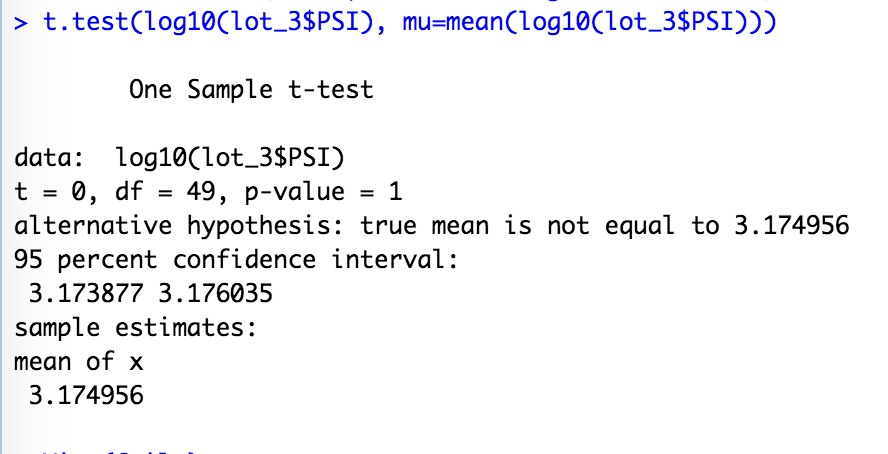 > t.test(log10(lot_3$PSI), mu=mean(log10(lot_3$PSI)))
One Sample t-test
data:  log10(lot_3$PSI)
t = 0, df = 49, p-value = 1
alternative hypothesis: true mean is not equal to 3.174956
95 percent confidence interval:
3.173877 3.176035
sample estimates:
mean of x
3.174956